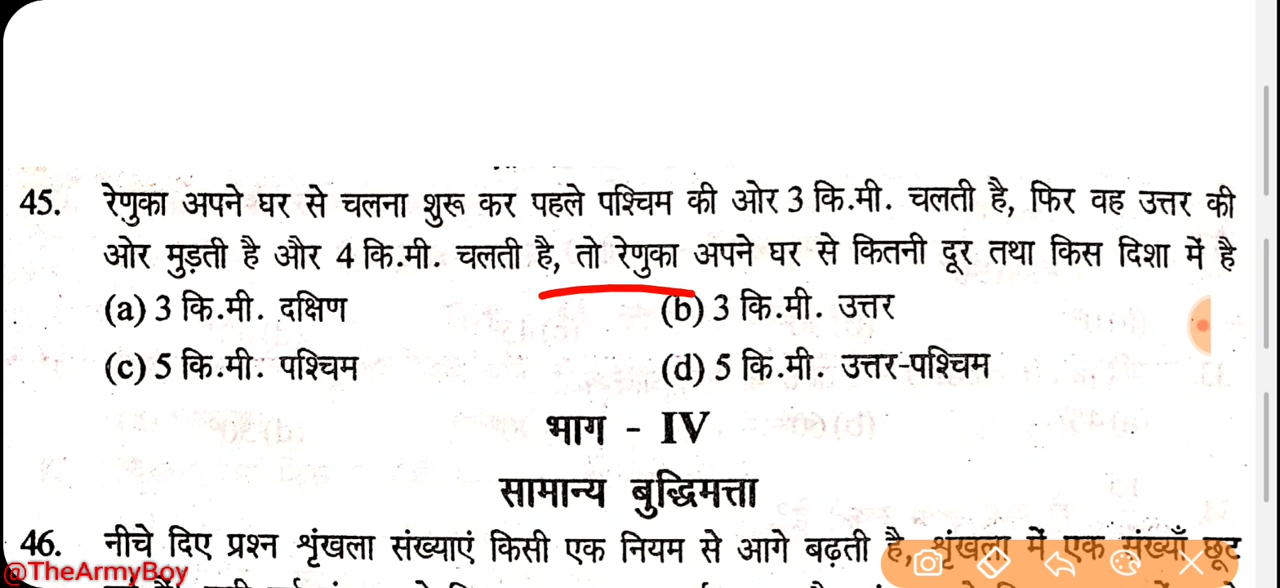 45. रेणुका अपने घर से चलना शुरू कर पहले पश्चिम की ओर 3 कि.मी. चलती है, फिर वह उत्तर की
ओर मुड़ती है और 4 कि.मी. चलती है, तो रेणुका अपने घर से कितनी दूर तथा किस दिशा में है
(a) 3 कि.मी. दक्षिण (b) 3 कि.मी. उत्तर
(c) 5 कि.मी. पश्चिम (d) 5 कि.मी. उत्तर-पश्चिम
भाग - IV
सामान्य बुद्धिमत्ता
46. नीचे दिए प्रश्न शृंखला संख्याएं किसी एक नियम से आगे बढ़ती है, शृंखला में एक संख्याँ छूट
@TheArmyBoy